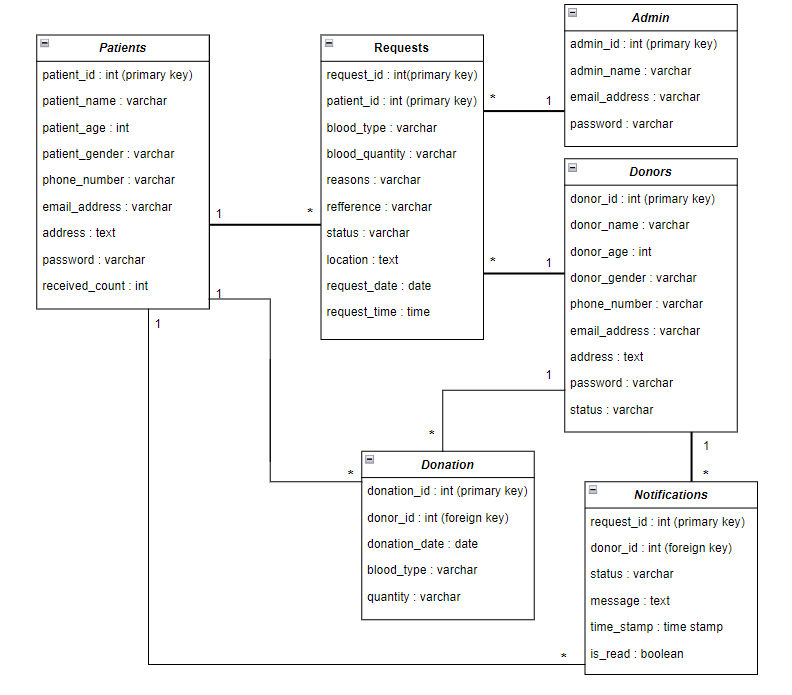 Patients
patient_id : int (primary key)
patient_name : varchar
patient_age : int
patient_gender : varchar
phone_number : varchar
email_address : varchar
address : text
password : varchar
received_count : int
Requests
request_id : int(primary key)
patient_id : int (primary key)
blood_type : varchar
blood_quantity : varchar
reasons : varchar
refference : varchar
status : varchar
location : text
request_date : date
request_time : time
Admin
admin_id : int (primary key)
admin_name : varchar
email_address : varchar
password : varchar
Donors
donor_id : int (primary key)
donor_name : varchar
donor_age : int
donor_gender : varchar
phone_number : varchar
email_address : varchar
address : text
password : varchar
status : varchar
Donation
donation_id : int (primary key)
donor_id : int (foreign key)
donation_date : date
blood_type : varchar
quantity : varchar
Notifications
request_id : int (primary key)
donor_id : int (foreign key)
status : varchar
message : text
time_stamp : time stamp
is_read : boolean
1 *
* 1
* 1
1
*
1
*
1
*
1
*